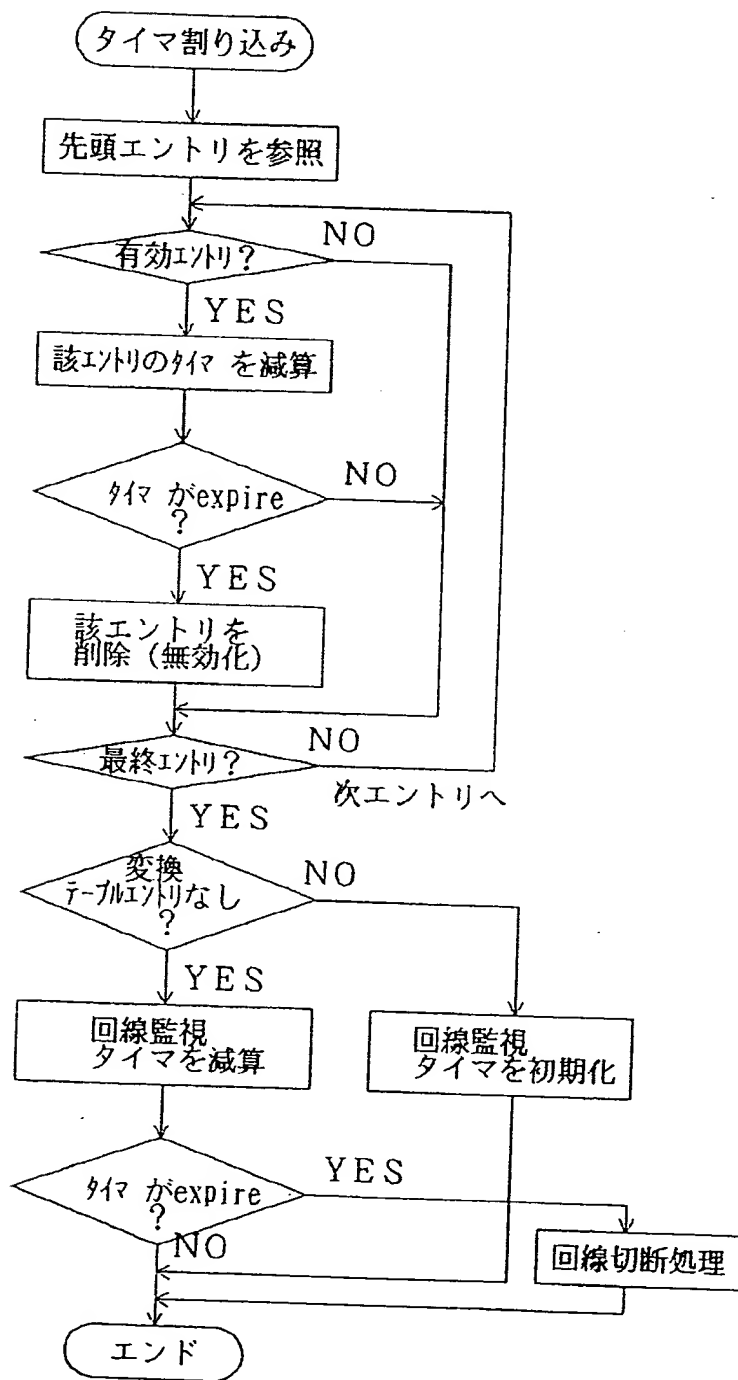 タイマ割り込み
先頭エントリを参照
有効エントリ?
NO
YES
該エントリのタイマ を減算
タイマ がexpire
?
NO
YES
該エントリを
削除(無効化)
最終エントリ?
NO
次エントリへ
YES
変換
テーブルエントリなし
?
NO
YES
回線監視
タイマを減算
回線監視
タイマを初期化
タイマ がexpire
?
YES
NO
回線切断処理
エンド